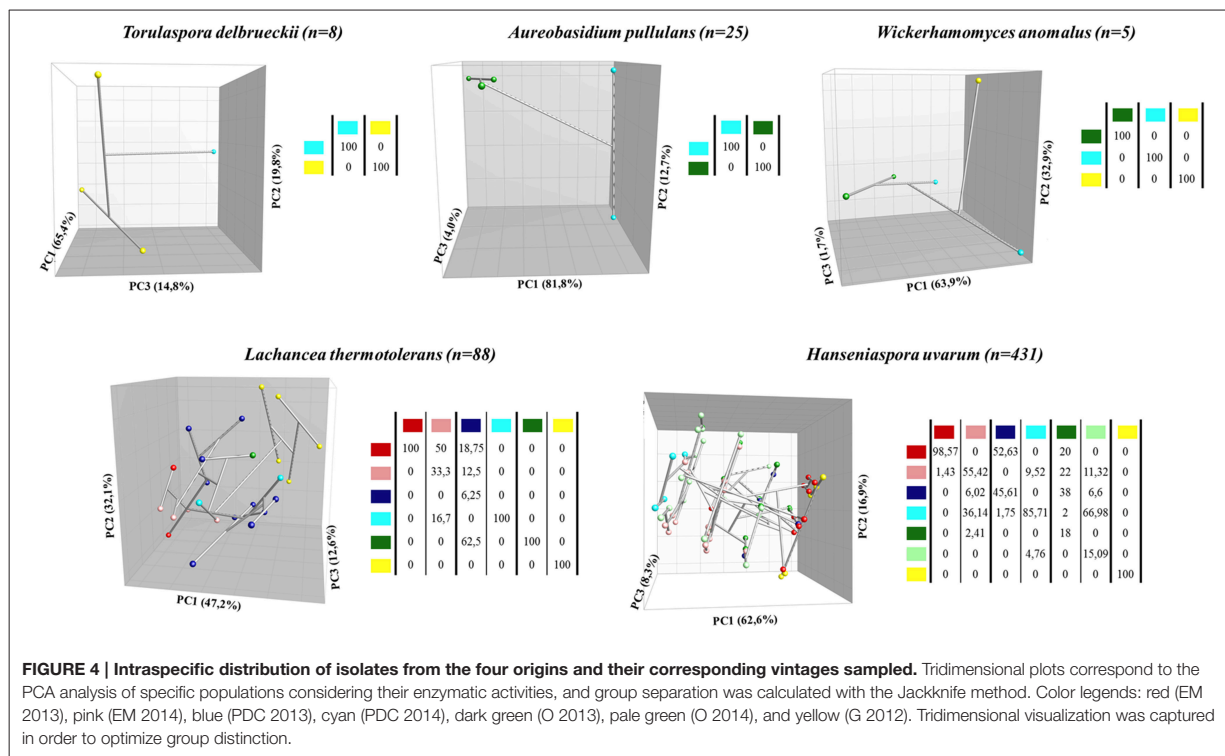 Torulaspora delbrueckii (n=8)
Aureobasidium pullulans (n=25)
Wickerhamomyces anomalus (n=5)
PC1 (65,4%)
PC3 (14,8%)
PC2 (19,8%)
100 0
0 100
PC3 (4,0%)
PC1 (81,8%)
PC2 (12,7%)
100 0
0 100
PC3 (1,7%)
PC1 (63,9%)
PC2 (32,9%)
100 0 0
0 100 0
0 0 100
Lachancea thermotolerans (n=88)
Hanseniaspora uvarum (n=431)
PC2 (32,1%)
PC1 (47,2%)
PC3 (12,6%)
100 50 18,75 0 0 0
0 33,3 12,5 0 0 0
0 0 6,25 0 0 0
0 16,7 0 100 0 0
0 0 62,5 0 100 0
0 0 0 0 0 100
PC3 (8,3%)
PC1 (62,6%)
PC2 (16,9%)
98,57 0 52,63 0 20 0 0
1,43 55,42 0 9,52 22 11,32 0
0 6,02 45,61 0 38 6,6 0
0 36,14 1,75 85,71 2 66,98 0
0 2,41 0 0 18 0 0
0 0 0 4,76 0 15,09 0
0 0 0 0 0 0 100
FIGURE 4 | Intraspecific distribution of isolates from the four origins and their corresponding vintages sampled. Tridimensional plots correspond to the
PCA analysis of specific populations considering their enzymatic activities, and group separation was calculated with the Jackknife method. Color legends: red (EM
2013), pink (EM 2014), blue (PDC 2013), cyan (PDC 2014), dark green (O 2013), pale green (O 2014), and yellow (G 2012). Tridimensional visualization was captured
in order to optimize group distinction.